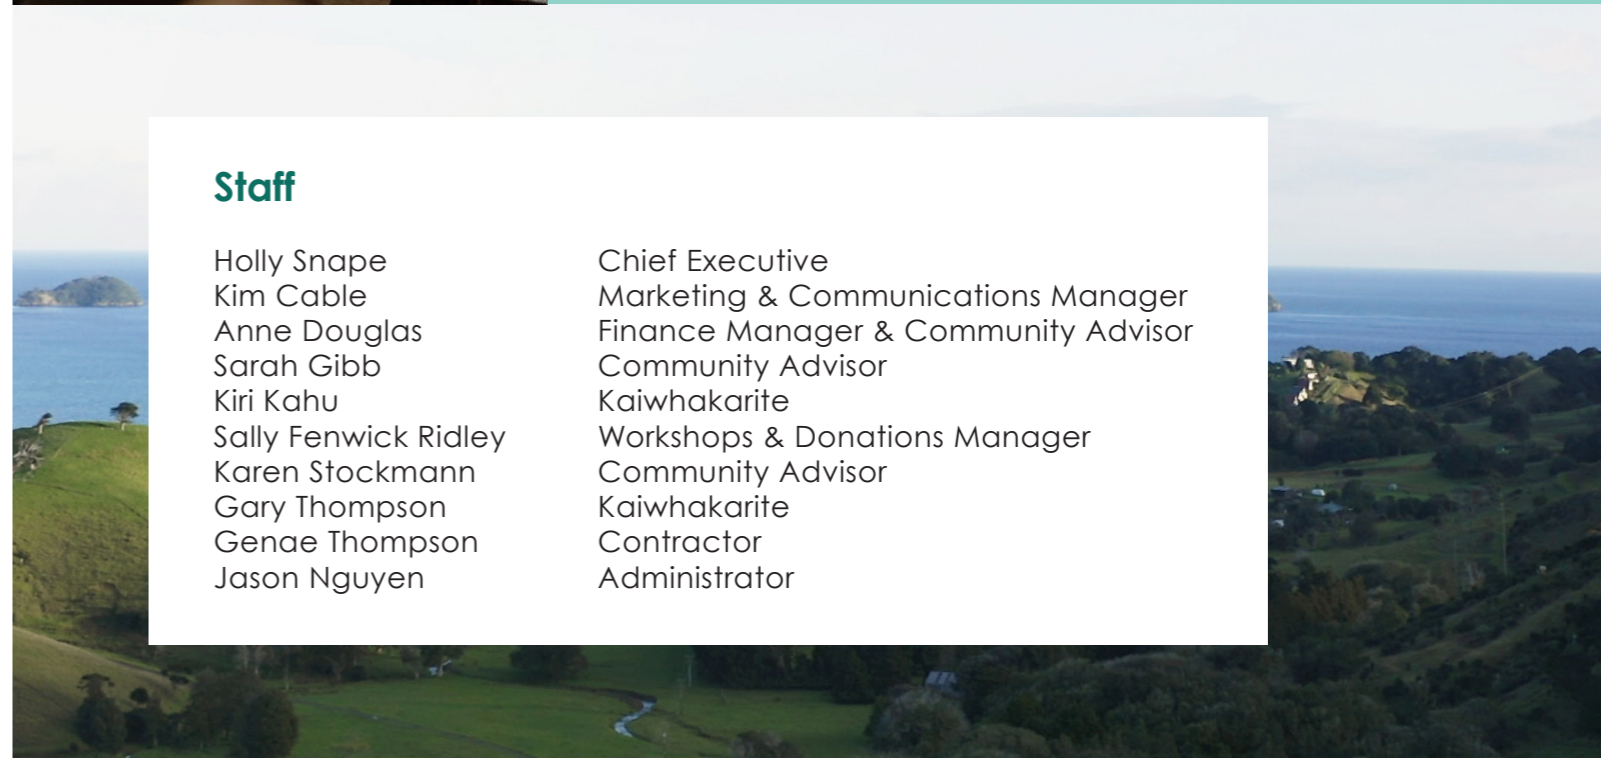 Staff
Holly Snape Chief Executive
Kim Cable Marketing & Communications Manager
Anne Douglas Finance Manager & Community Advisor
Sarah Gibb Community Advisor
Kiri Kahu Kaiwhakarite
Sally Fenwick Ridley Workshops & Donations Manager
Karen Stockmann Community Advisor
Gary Thompson Kaiwhakarite
Genae Thompson Contractor
Jason Nguyen Administrator